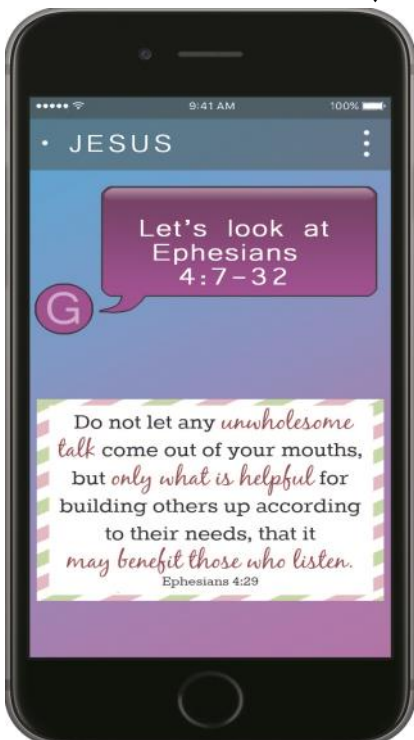 9:41 AM
100%
· JESUS
Let's look at
Ephesians
4:7-32
G
Do not let any unwholesome
talk come out of your mouths,
but only what is helpful for
building others up according
to their needs, that it
may benefit those who listen.
Ephesians 4:29